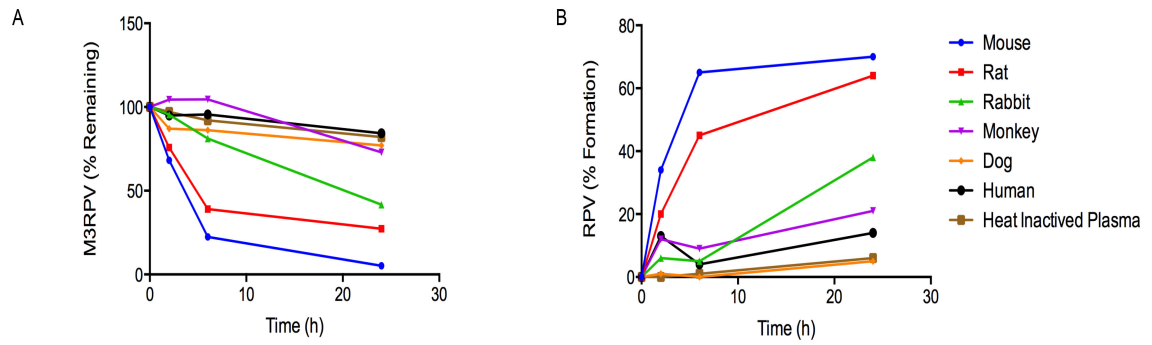 A
150
100
50
0
M3RPV (% Remaining)
0 10 20 30
Time (h)
B
80
60
40
20
0
RPV (% Formation)
0 10 20 30
Time (h)
Mouse
Rat
Rabbit
Monkey
Dog
Human
Heat Inactived Plasma